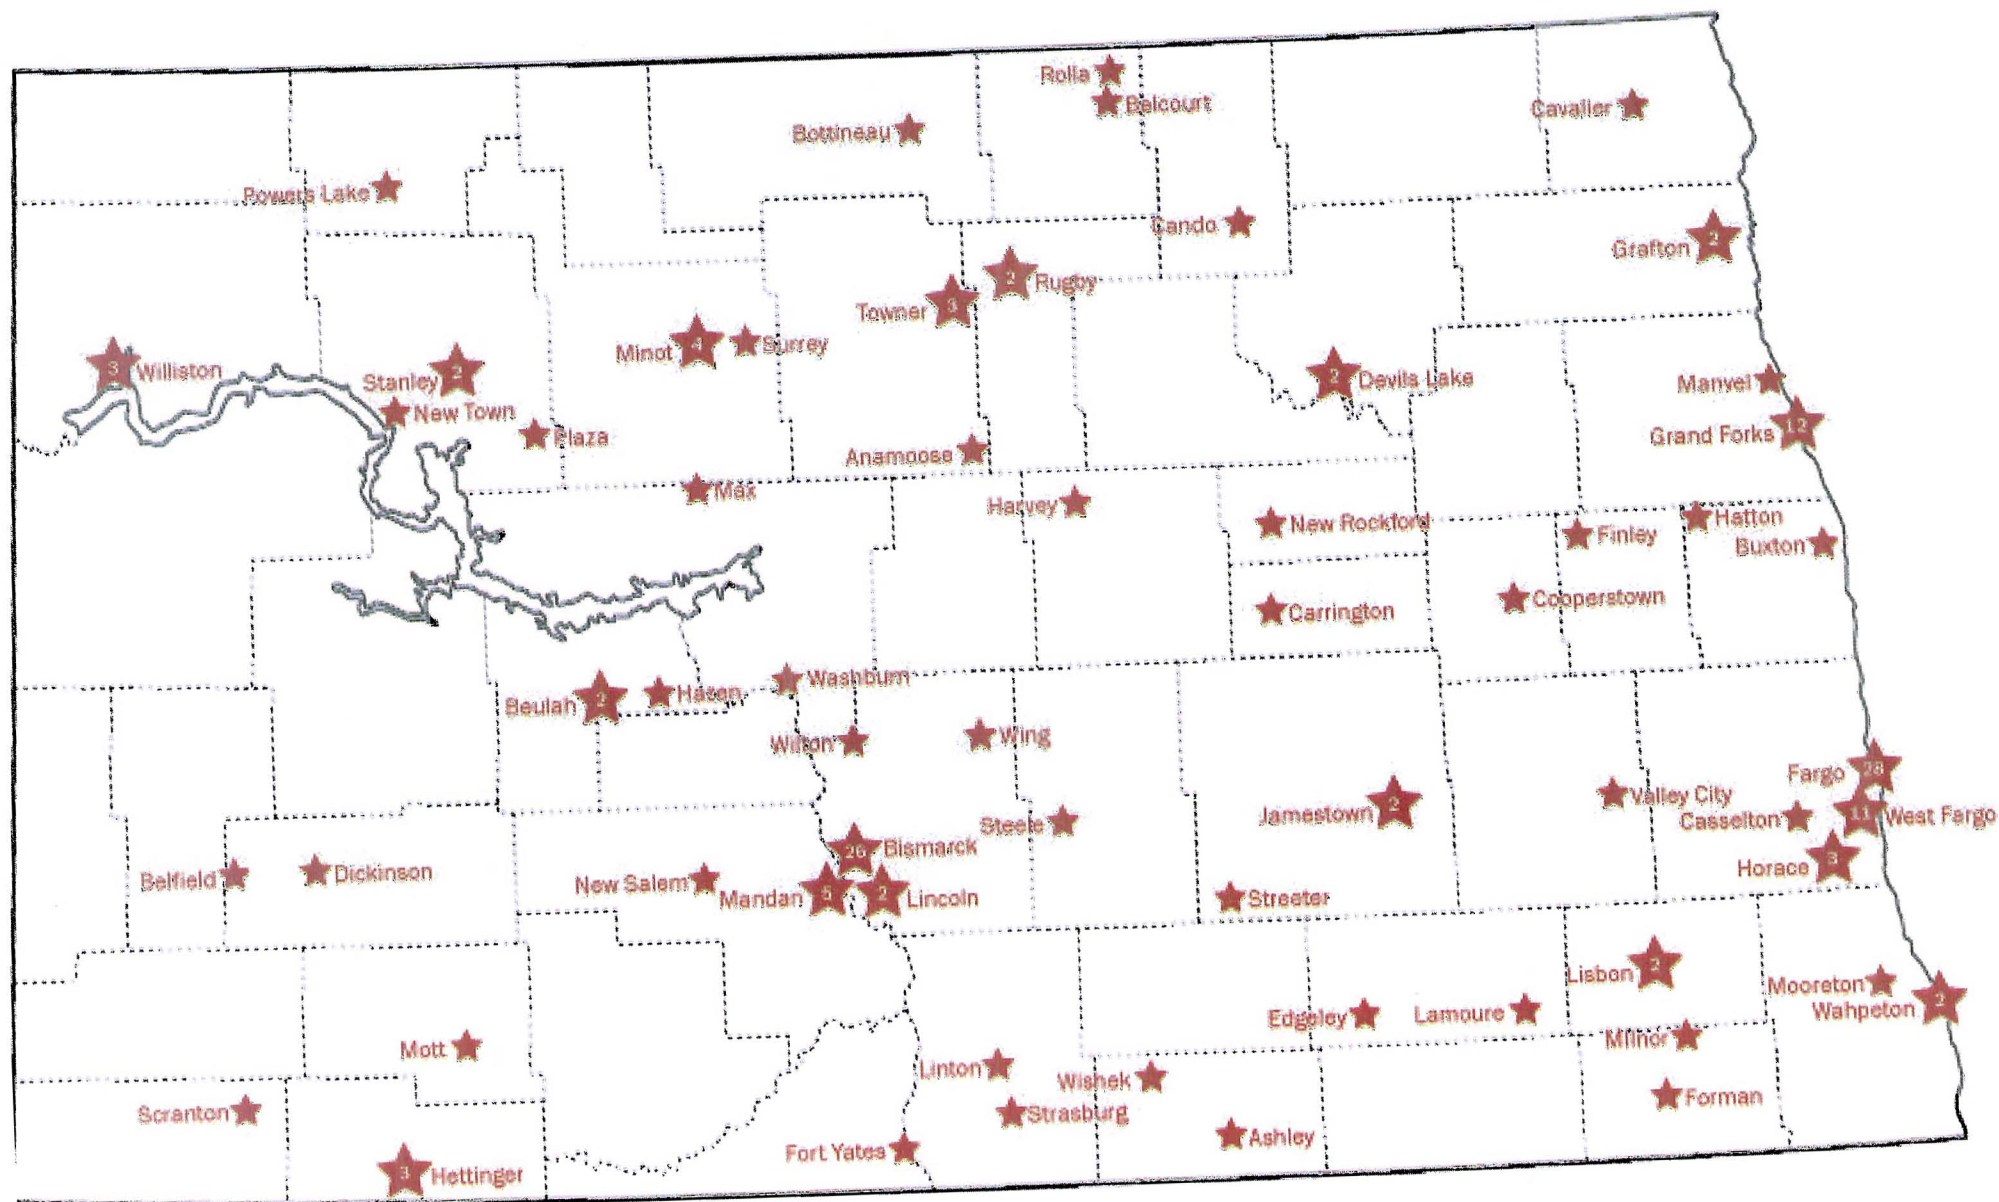 Rolla
Belcourt
Cavalier
Bottineau
Powers Lake
Cando
Grafton 2
2 Rugby
Towner 3
Minot 4
Surrey
3 Williston
Stanley 2
New Town
Plaza
2 Devils Lake
Manvel
Grand Forks 12
Anamoose
Max
Harvey
New Rockford
Hatton
Finley
Buxton
Cooperstown
Carrington
Washburn
Beulah 2
Hazen
Wilton
Wing
Fargo 28
Valley City
Casselton
11 West Fargo
Jamestown 2
Steele
26 Bismarck
Horace 3
Belfield
Dickinson
New Salem
Mandan 5
2 Lincoln
Streeter
Lisbon 2
Mooreton
Wahpeton 2
Edgeley
Lamoure
Milnor
Mott
Linton
Wishek
Forman
Scranton
Strasburg
Ashley
Fort Yates
3 Hettinger